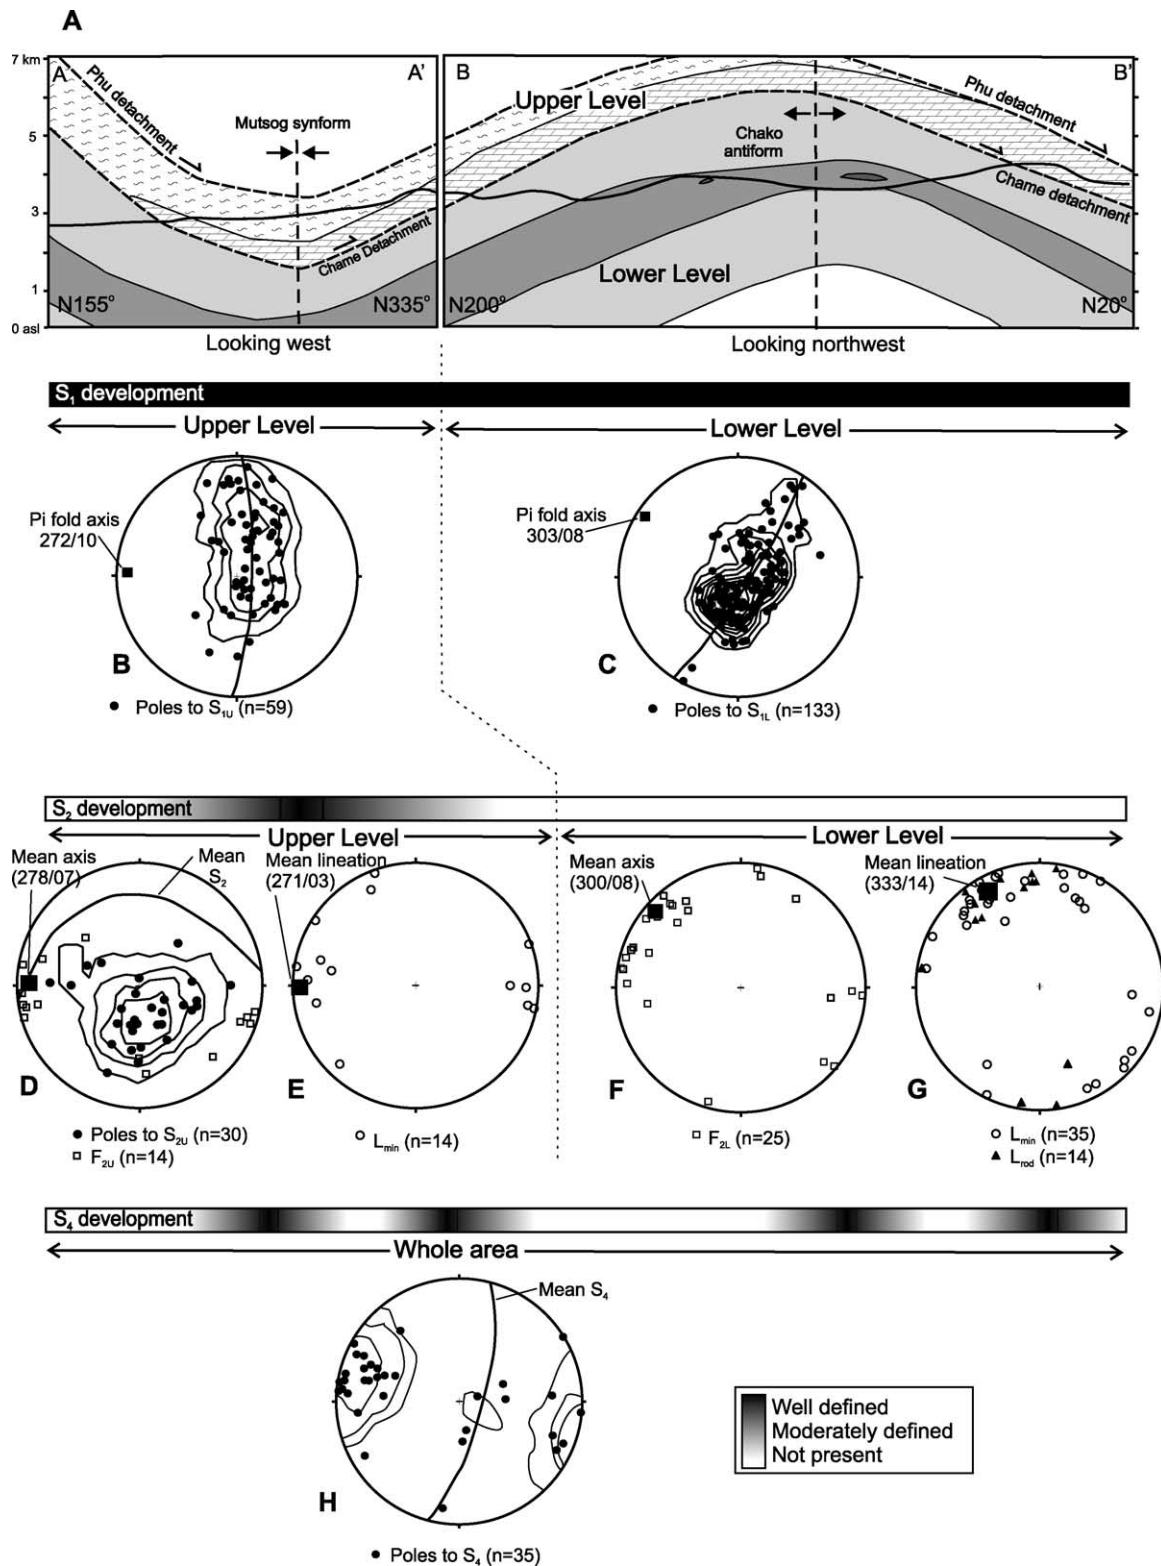 A
7 km
A
A'
B
B'
Phu detachment
Mutsog synform
Upper Level
Phu detachment
5
Chako
antiform
3
Chame detachment
Chame Detachment
Lower Level
1
N155°
N335°
N200°
N20°
0 asl
Looking west
Looking northwest
S₁ development
Upper Level
Lower Level
Pi fold axis
272/10
Pi fold axis
303/08
B
C
Poles to S₁U (n=59)
Poles to S₁L (n=133)
S₂ development
Upper Level
Lower Level
Mean axis
(278/07)
Mean
S₂
Mean lineation
(271/03)
Mean axis
(300/08)
Mean lineation
(333/14)
D
E
F
G
Poles to S₂U (n=30)
F₂U (n=14)
Lmin (n=14)
F₂L (n=25)
Lmin (n=35)
Lrod (n=14)
S₄ development
Whole area
Mean S₄
Well defined
Moderately defined
Not present
H
Poles to S₄ (n=35)